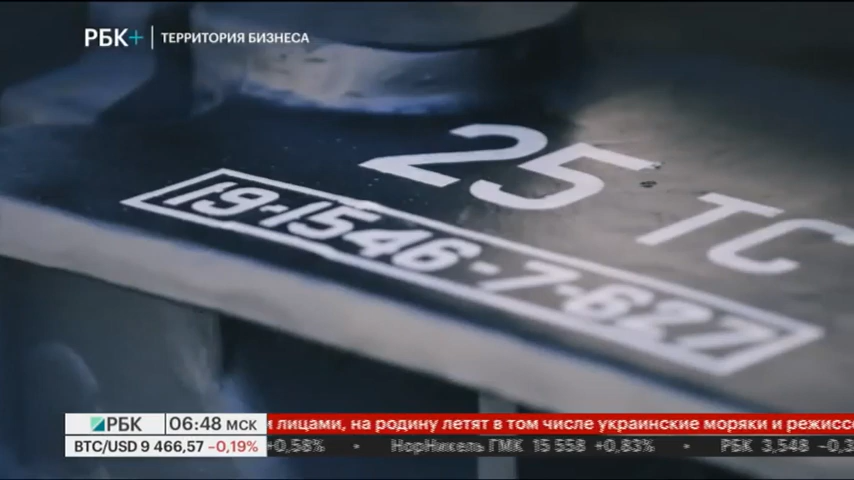 РБК+ | ТЕРРИТОРИЯ БИЗНЕСА
25 ТС
19-1546-7-627
РБК 06:48 МСК
и лицами, на родину летят в том числе украинские моряки и режиссе
BTC/USD 9 466,57 -0,19%
+0,58% НорНикель ГМК 15 558 +0,83% РБК 3,548 -0,3